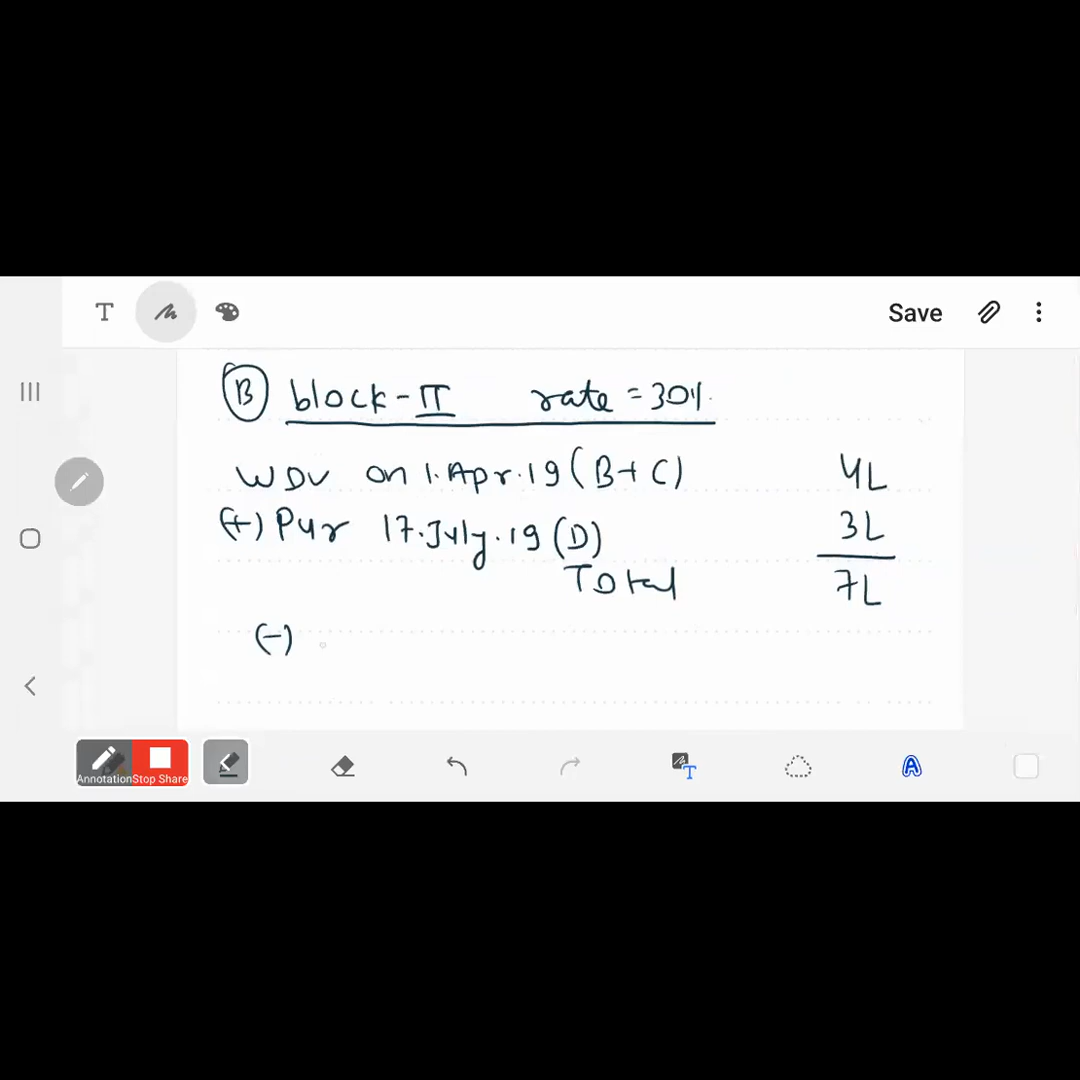 T Save
B block-II rate=30%.
WDV on 1.Apr.19(B+C) 4L
(+) Pur 17.July.19(D) 3L
Total 7L
(-)
Annotation Stop Share T A